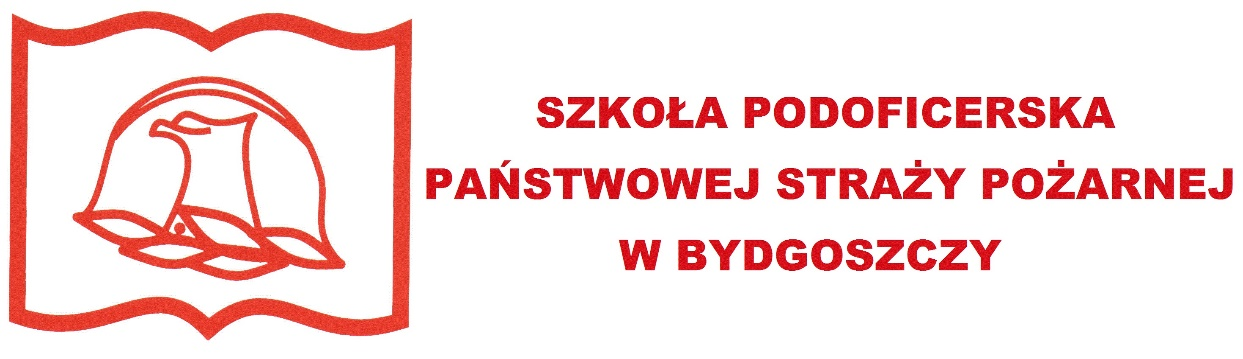 SZKOŁA PODOFICERSKA
PAŃSTWOWEJ STRAŻY POŻARNEJ
W BYDGOSZCZY